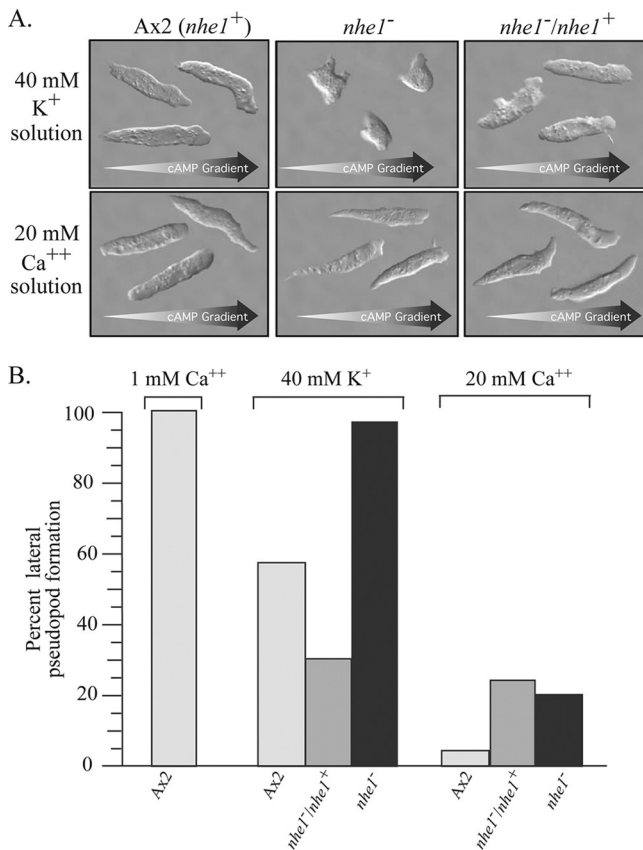 A.
Ax2 (nhe1+)
nhe1-
nhe1-/nhe1+
40 mM
K+
solution
cAMP Gradient
cAMP Gradient
cAMP Gradient
20 mM
Ca++
solution
cAMP Gradient
cAMP Gradient
cAMP Gradient
B.
1 mM Ca++
40 mM K+
20 mM Ca++
Percent lateral
pseudopod formation
100
80
60
40
20
0
Ax2
Ax2
nhe1-/nhe1+
nhe1-
Ax2
nhe1-/nhe1+
nhe1-